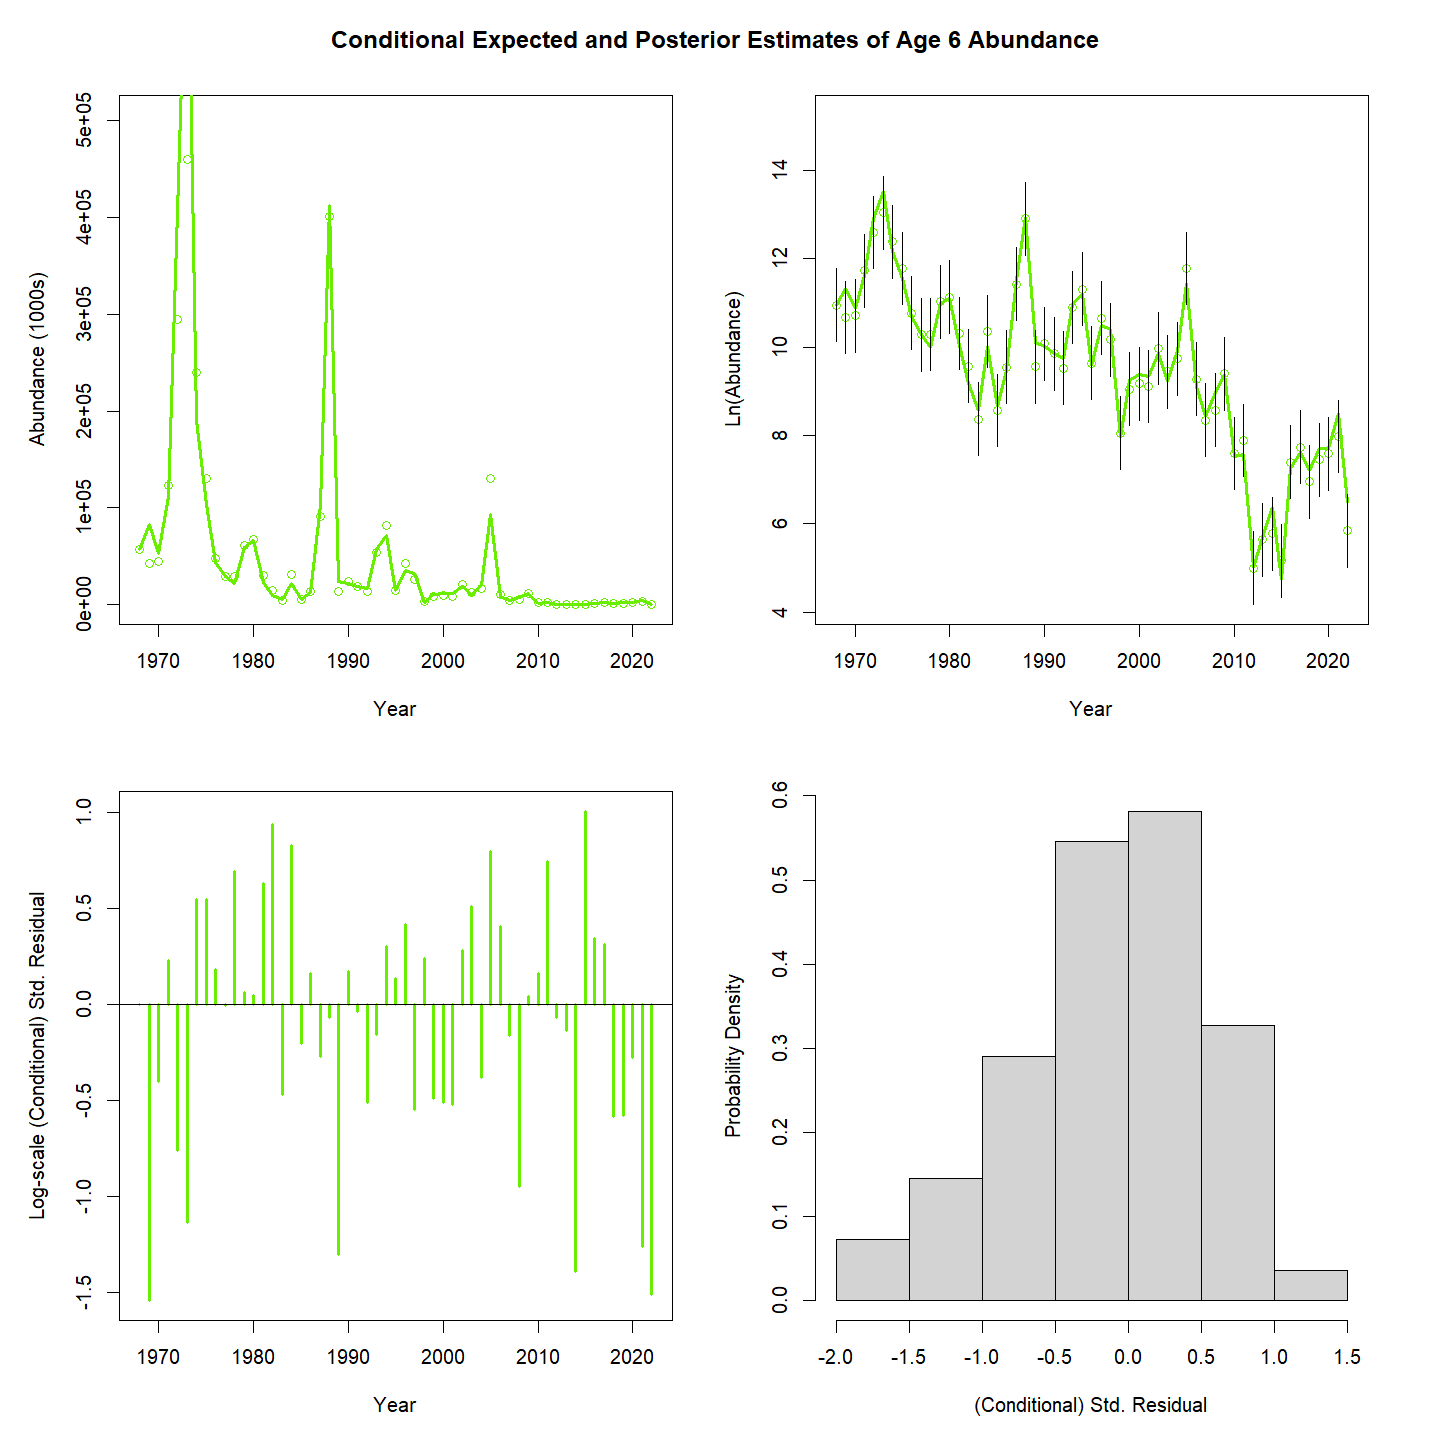 Conditional Expected and Posterior Estimates of Age 6 Abundance
Abundance (1000s)
0e+00 1e+05 2e+05 3e+05 4e+05 5e+05
1970 1980 1990 2000 2010 2020
Year
Ln(Abundance)
4 6 8 10 12 14
1970 1980 1990 2000 2010 2020
Year
Log-scale (Conditional) Std. Residual
-1.5 -1.0 -0.5 0.0 0.5 1.0
1970 1980 1990 2000 2010 2020
Year
Probability Density
0.0 0.1 0.2 0.3 0.4 0.5 0.6
-2.0 -1.5 -1.0 -0.5 0.0 0.5 1.0 1.5
(Conditional) Std. Residual